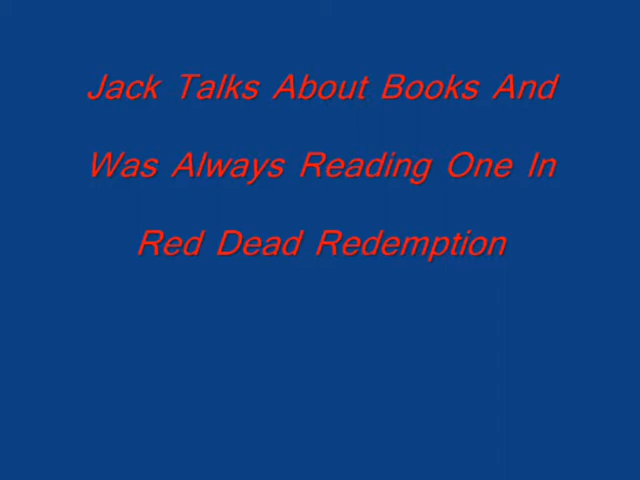 Jack Talks About Books And
Was Always Reading One In
Red Dead Redemption